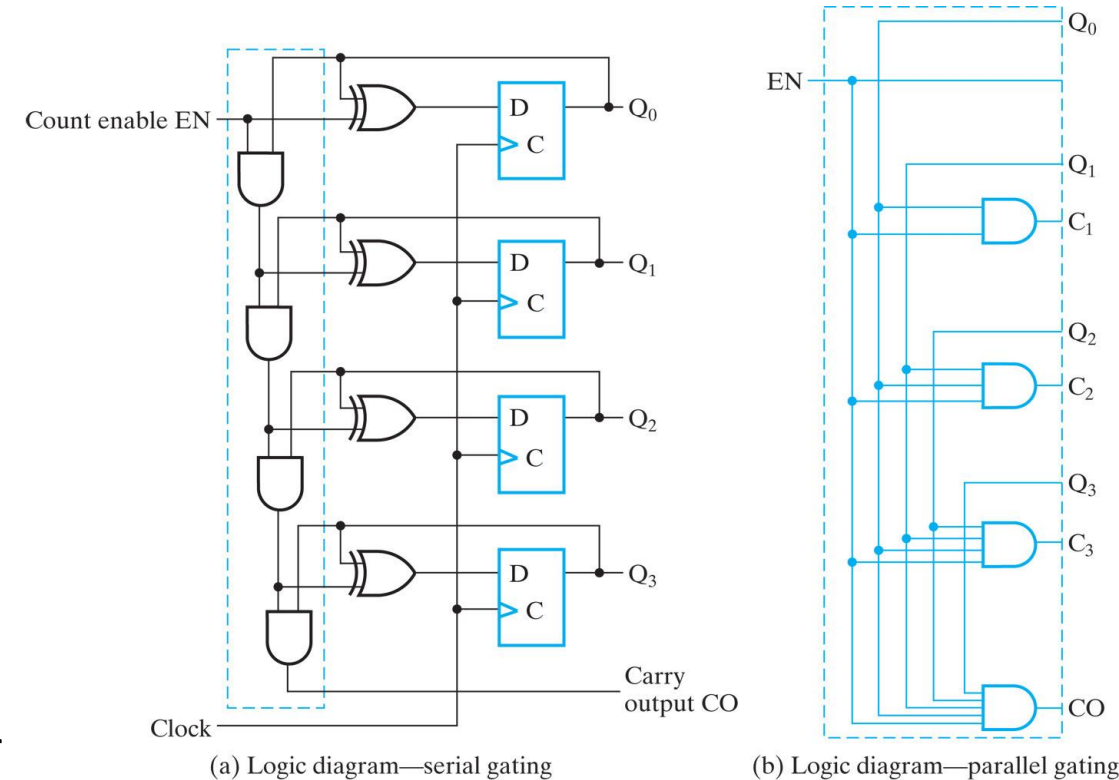 Count enable EN
D
C
Q0
D
C
Q1
D
C
Q2
D
C
Q3
Carry
output CO
Clock
(a) Logic diagram—serial gating
EN
Q0
Q1
C1
Q2
C2
Q3
C3
CO
(b) Logic diagram—parallel gating